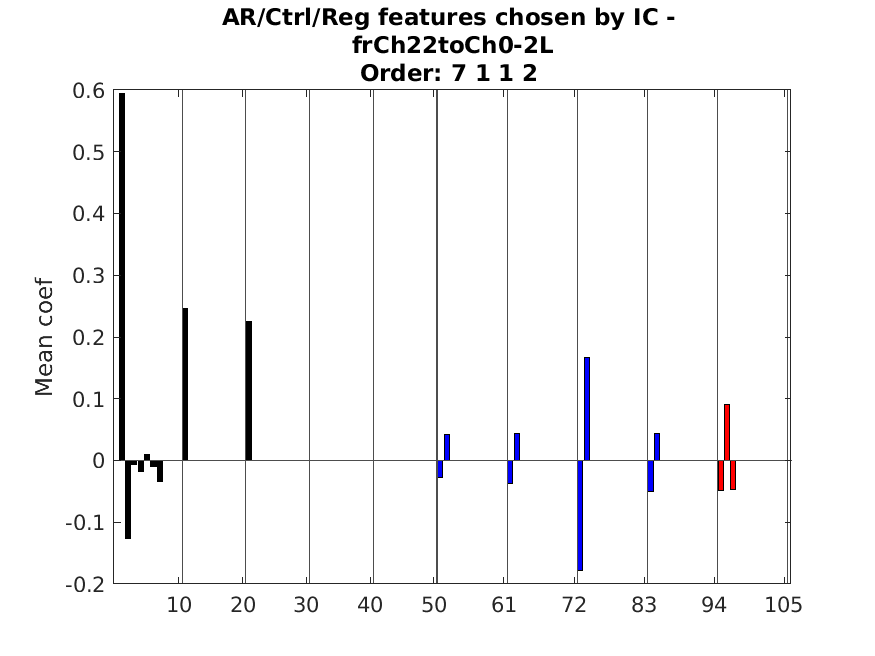 AR/Ctrl/Reg features chosen by IC -
frCh22toCh0-2L
Order: 7 1 1 2
0.6
0.5
0.4
0.3
0.2
0.1
0
-0.1
-0.2
Mean coef
10 20 30 40 50 61 72 83 94 105